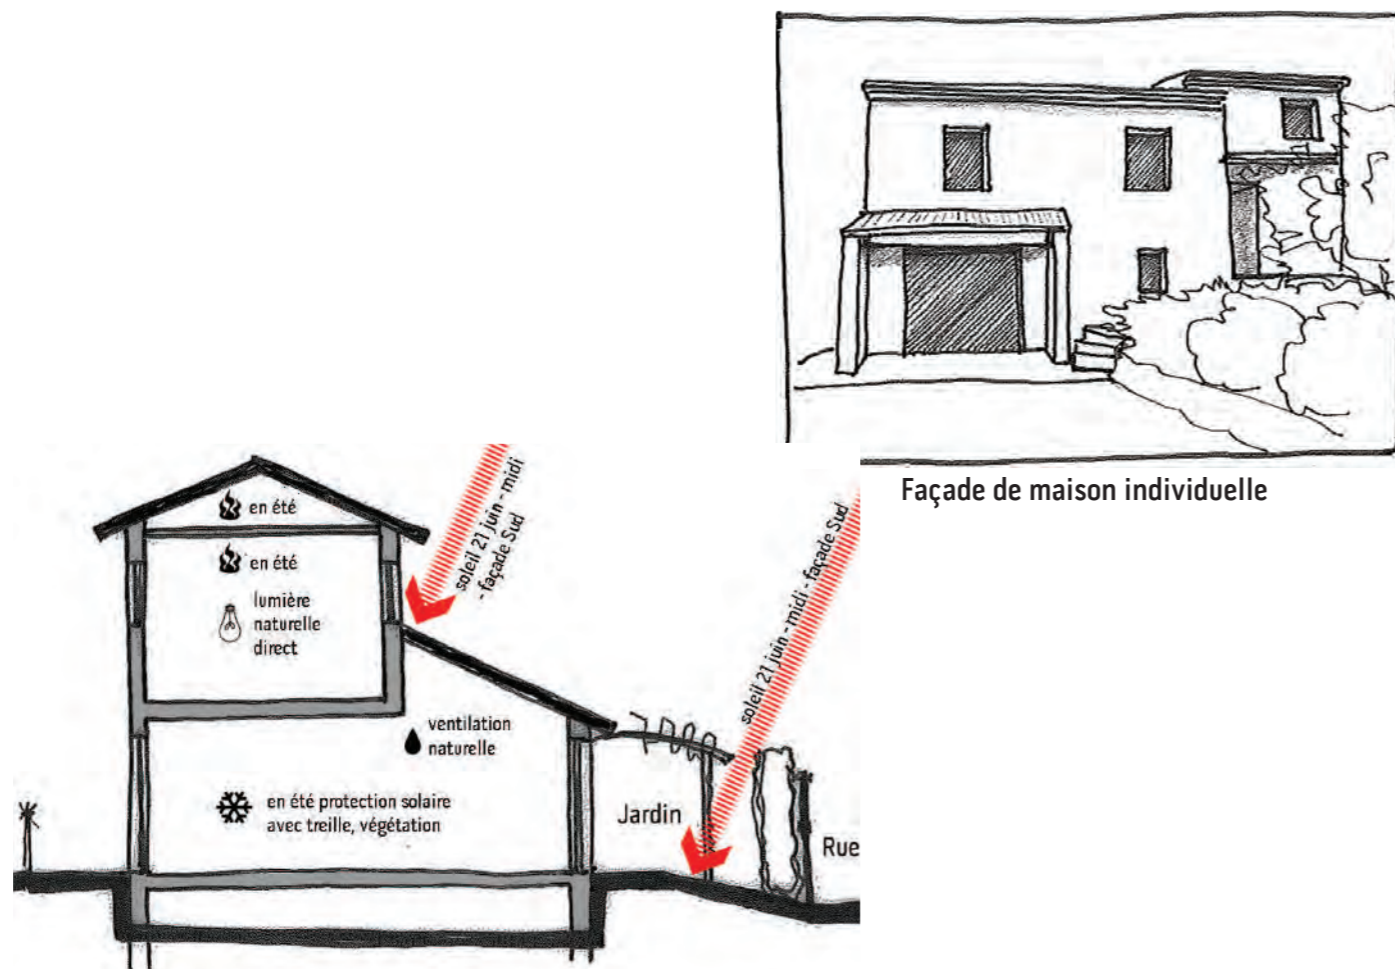 Façade de maison individuelle
en été
en été
lumière
naturelle
direct
soleil 21 juin - midi
- façade Sud
soleil 21 juin - midi - façade Sud
ventilation
naturelle
en été protection solaire
avec treille, végétation
Jardin
Rue